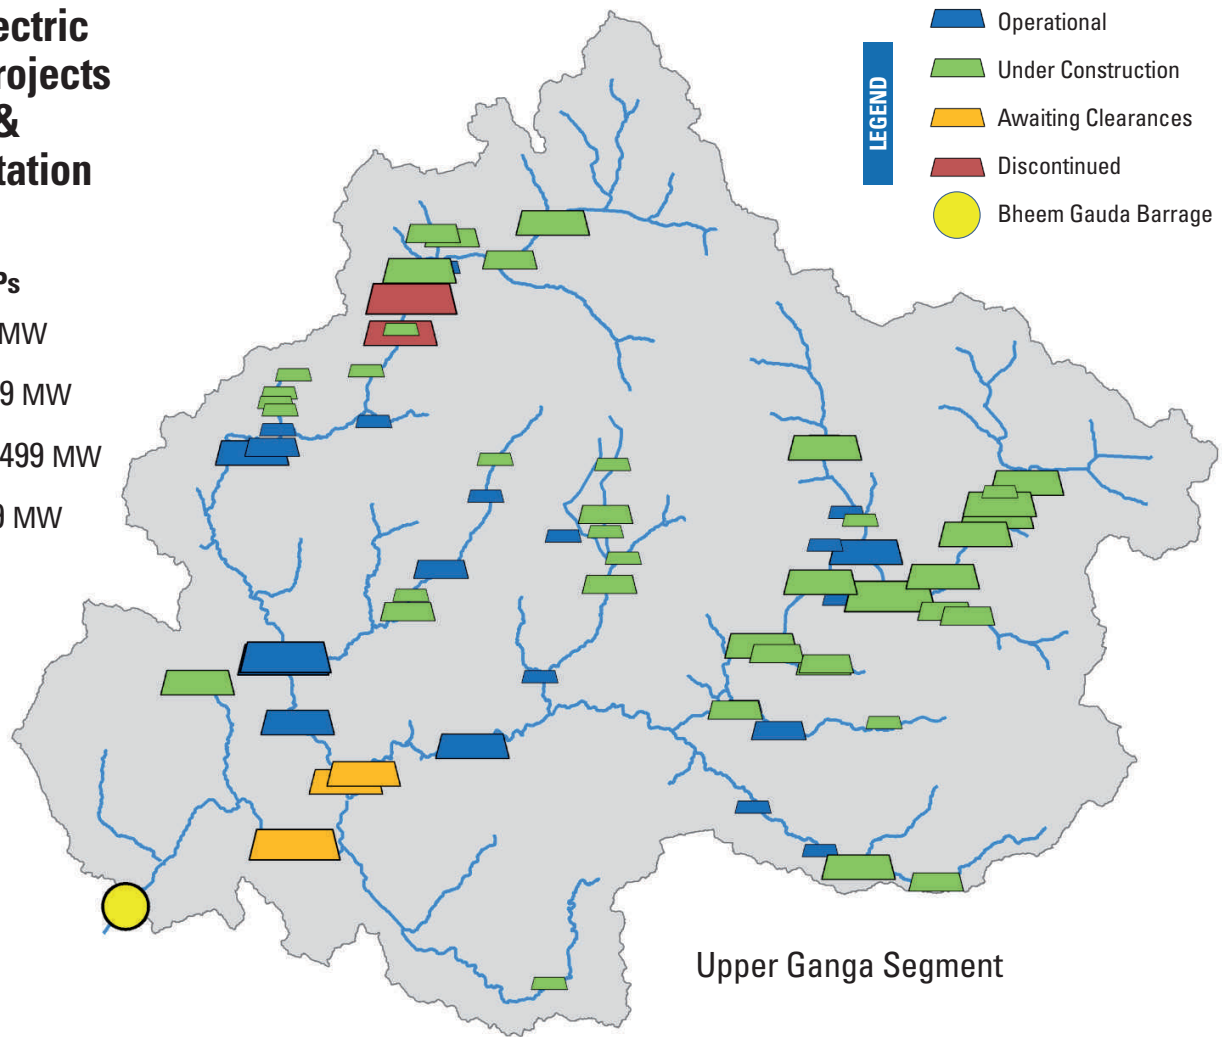 ectric
rojects
&
tation
Ps
MW
9 MW
499 MW
9 MW
LEGEND
Operational
Under Construction
Awaiting Clearances
Discontinued
Bheem Gauda Barrage
Upper Ganga Segment